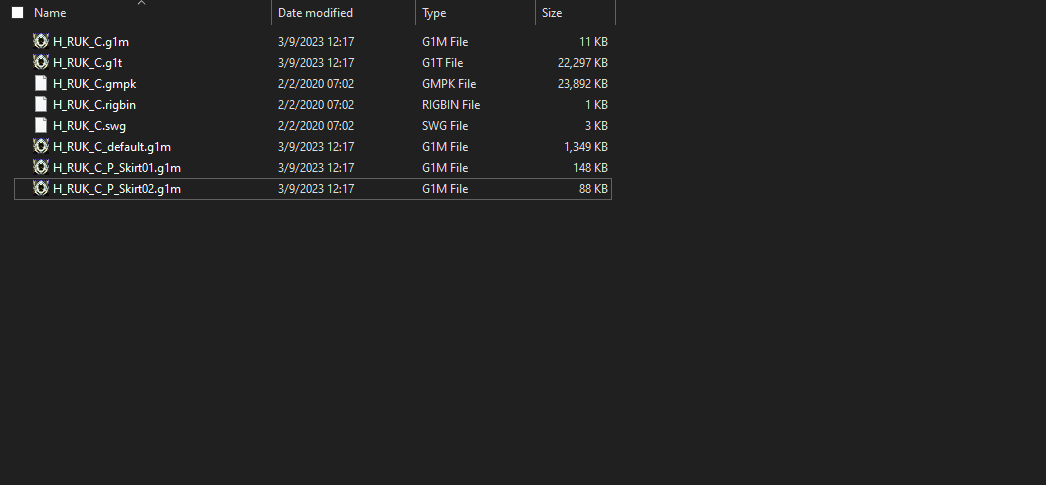 Name Date modified Type Size
H_RUK_C.g1m 3/9/2023 12:17 G1M File 11 KB
H_RUK_C.g1t 3/9/2023 12:17 G1T File 22,297 KB
H_RUK_C.gmpk 2/2/2020 07:02 GMPK File 23,892 KB
H_RUK_C.rigbin 2/2/2020 07:02 RIGBIN File 1 KB
H_RUK_C.swg 2/2/2020 07:02 SWG File 3 KB
H_RUK_C_default.g1m 3/9/2023 12:17 G1M File 1,349 KB
H_RUK_C_P_Skirt01.g1m 3/9/2023 12:17 G1M File 148 KB
H_RUK_C_P_Skirt02.g1m 3/9/2023 12:17 G1M File 88 KB